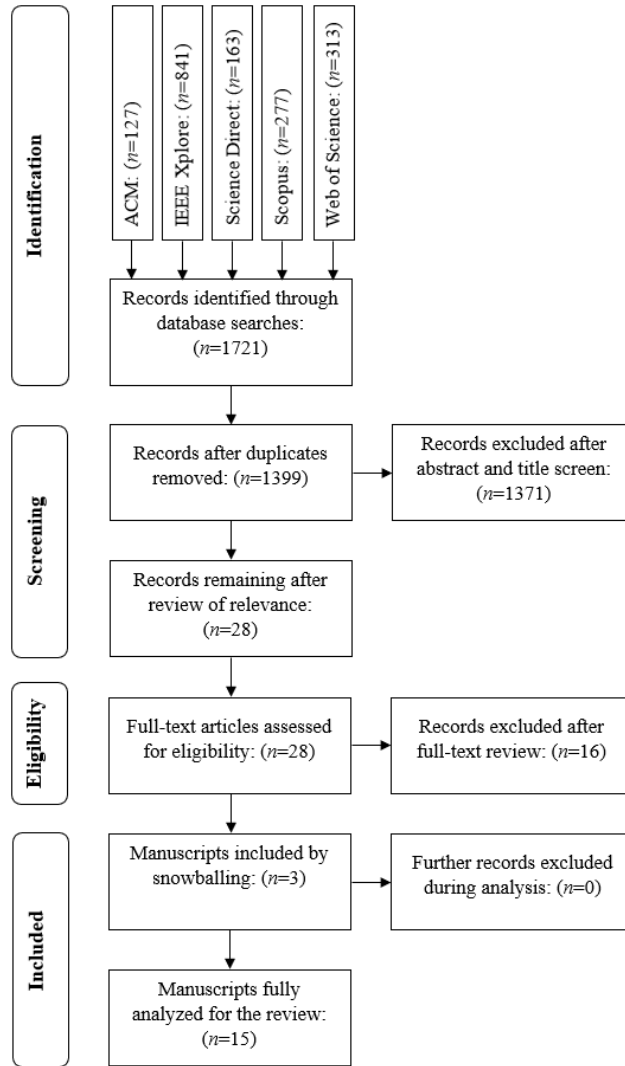 Identification
ACM: (n=127)
IEEE Xplore: (n=841)
Science Direct: (n=163)
Scopus: (n=277)
Web of Science: (n=313)
Records identified through
database searches:
(n=1721)
Screening
Records after duplicates
removed: (n=1399)
Records excluded after
abstract and title screen:
(n=1371)
Records remaining after
review of relevance:
(n=28)
Eligibility
Full-text articles assessed
for eligibility: (n=28)
Records excluded after
full-text review: (n=16)
Included
Manuscripts included by
snowballing: (n=3)
Further records excluded
during analysis: (n=0)
Manuscripts fully
analyzed for the review:
(n=15)